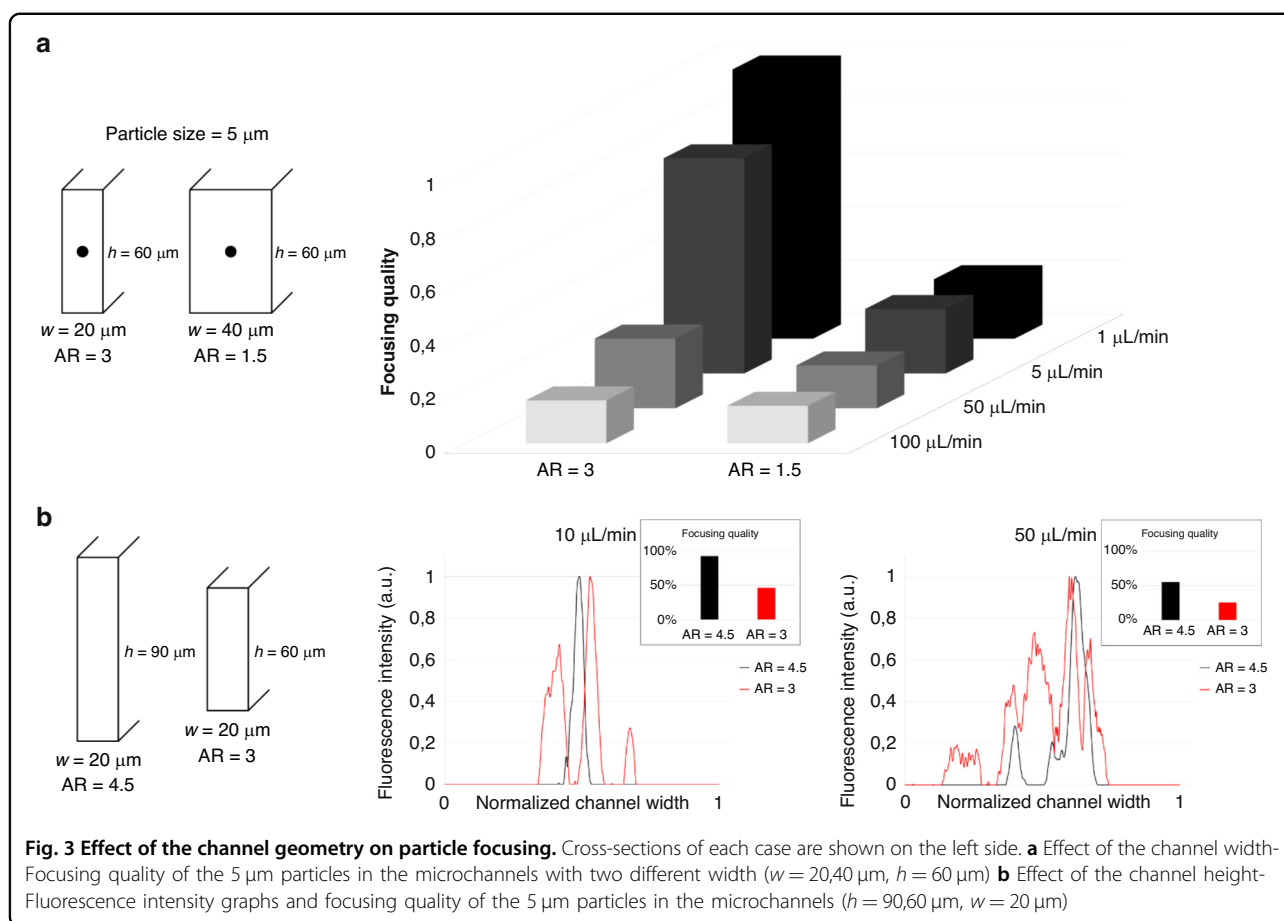 a
Particle size = 5 µm
h = 60 µm
h = 60 µm
w = 20 µm
AR = 3
w = 40 µm
AR = 1.5
Focusing quality
1
0,8
0,6
0,4
0,2
0
AR = 3
AR = 1.5
1 µL/min
5 µL/min
50 µL/min
100 µL/min
b
h = 90 µm
h = 60 µm
w = 20 µm
AR = 4.5
w = 20 µm
AR = 3
10 µL/min
Fluorescence intensity (a.u.)
1
0,8
0,6
0,4
0,2
0
0
Normalized channel width
1
Focusing quality
100%
50%
0%
AR = 4.5
AR = 3
AR = 4.5
AR = 3
50 µL/min
Fluorescence intensity (a.u.)
1
0,8
0,6
0,4
0,2
0
0
Normalized channel width
1
Focusing quality
100%
50%
0%
AR = 4.5
AR = 3
AR = 4.5
AR = 3
Fig. 3 Effect of the channel geometry on particle focusing. Cross-sections of each case are shown on the left side. a Effect of the channel width-
Focusing quality of the 5 µm particles in the microchannels with two different width (w = 20,40 µm, h = 60 µm) b Effect of the channel height-
Fluorescence intensity graphs and focusing quality of the 5 µm particles in the microchannels (h = 90,60 µm, w = 20 µm)